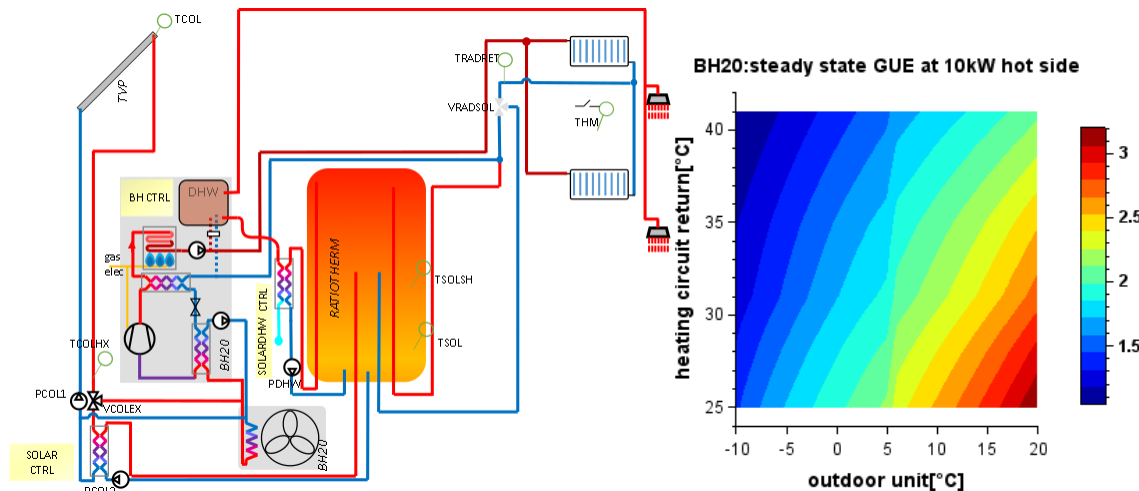 TCOL
TVP
TRADRET
VRADSOL
THM
BH CTRL
DHW
gas
elec
RATIOTHERM
SOLARDHW CTRL
TSOLSH
TSOL
TCOLHX
BH20
PDHW
PCOL1
VCOLEX
BH20
SOLAR
CTRL
BH20:steady state GUE at 10kW hot side
heating circuit return[°C]
40
35
30
25
-10
-5
0
5
10
15
20
outdoor unit[°C]
3
2.5
2
1.5